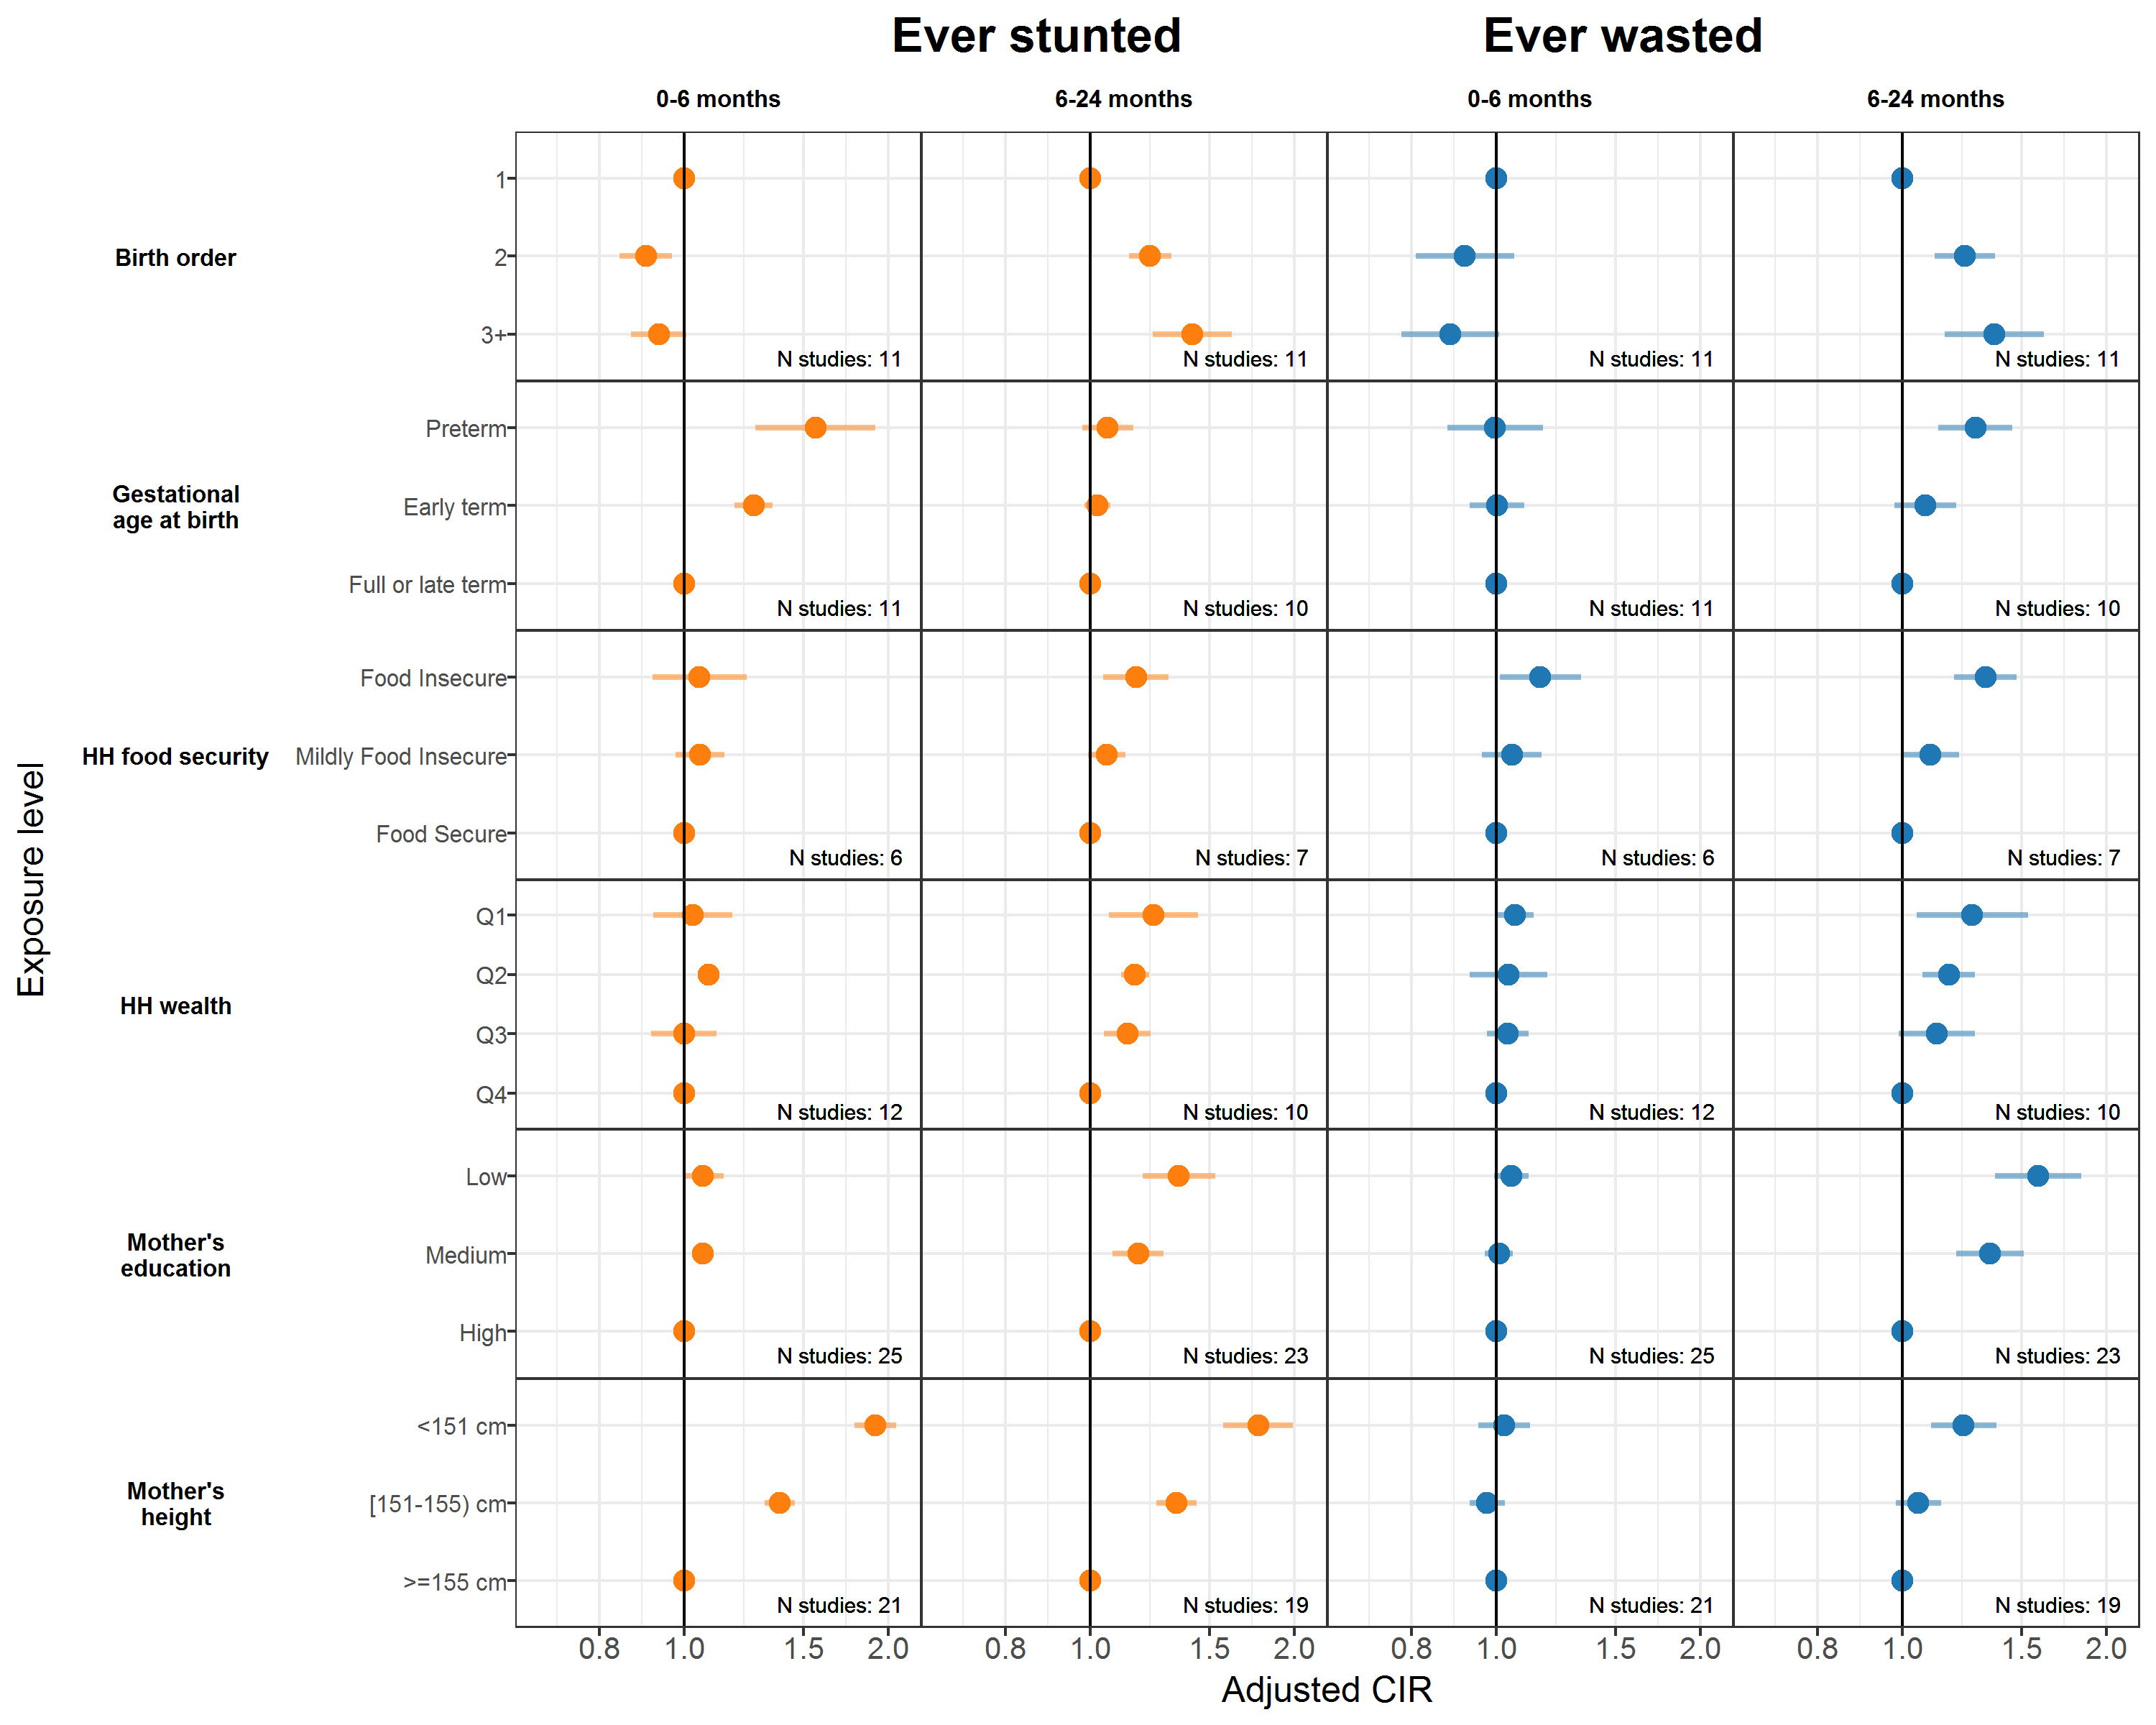 Ever stunted
Ever wasted
0-6 months
6-24 months
0-6 months
6-24 months
Exposure level
Birth order
1
2
3+
N studies: 11
N studies: 11
N studies: 11
N studies: 11
Gestational
age at birth
Preterm
Early term
Full or late term
N studies: 11
N studies: 10
N studies: 11
N studies: 10
HH food security
Food Insecure
Mildly Food Insecure
Food Secure
N studies: 6
N studies: 7
N studies: 6
N studies: 7
HH wealth
Q1
Q2
Q3
Q4
N studies: 12
N studies: 10
N studies: 12
N studies: 10
Mother's
education
Low
Medium
High
N studies: 25
N studies: 23
N studies: 25
N studies: 23
Mother's
height
<151 cm
[151-155) cm
>=155 cm
N studies: 21
N studies: 19
N studies: 21
N studies: 19
0.8 1.0 1.5 2.0
0.8 1.0 1.5 2.0
0.8 1.0 1.5 2.0
0.8 1.0 1.5 2.0
Adjusted CIR